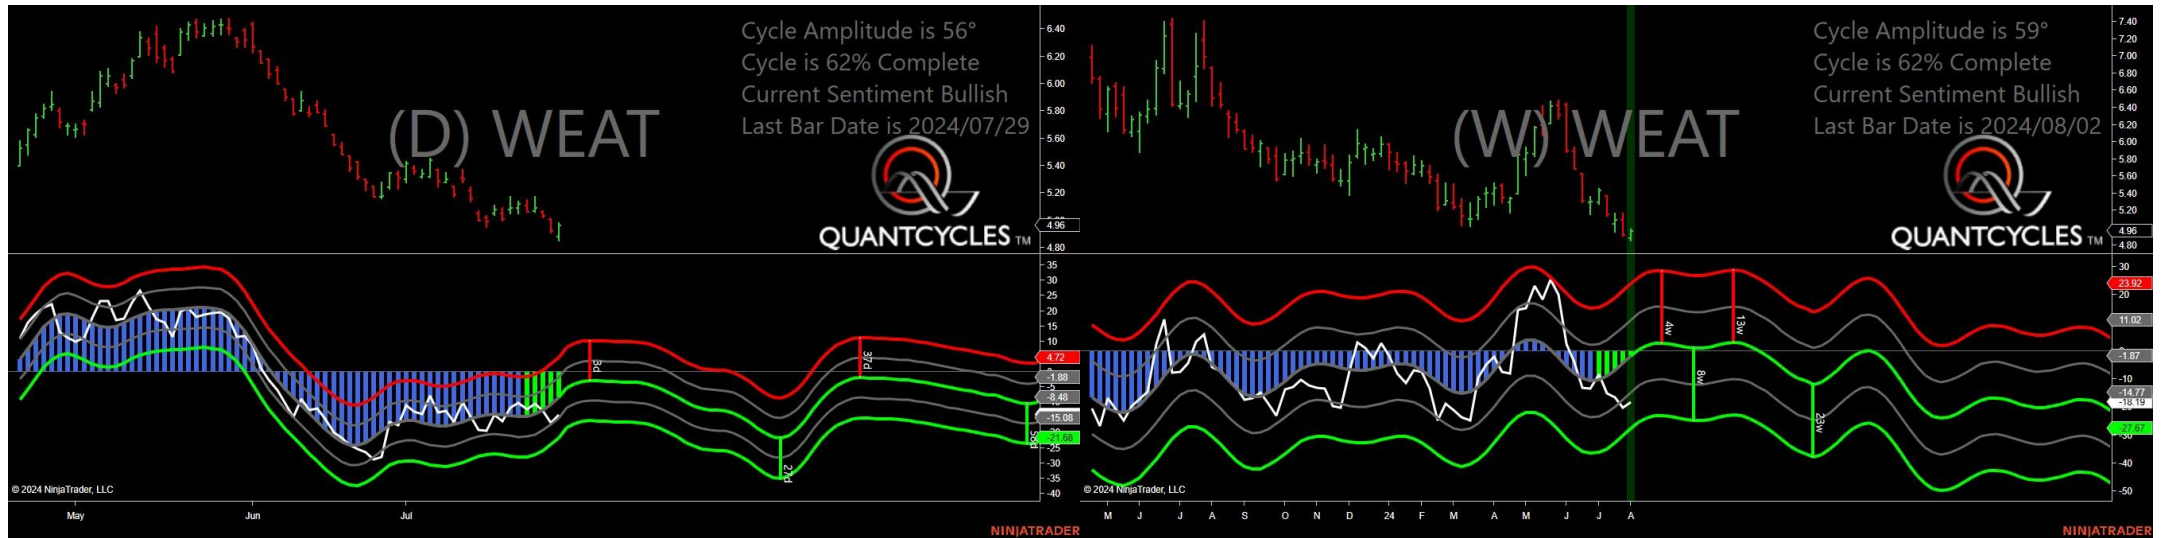 Cycle Amplitude is 56°
Cycle is 62% Complete
Current Sentiment Bullish
Last Bar Date is 2024/07/29
(D) WEAT
QUANTCYCLES TM
6.40
6.20
6.00
5.80
5.60
5.40
5.20
4.96
4.80
35
30
25
20
15
10
4.72
-1.88
-5
-8.48
-15.08
-21.68
-25
-30
-35
-40
27d
37d
© 2024 NinjaTrader, LLC
May
Jun
Jul
NINJATRADER
Cycle Amplitude is 59°
Cycle is 62% Complete
Current Sentiment Bullish
Last Bar Date is 2024/08/02
(W) WEAT
QUANTCYCLES TM
7.40
7.20
7.00
6.80
6.60
6.40
6.20
6.00
5.80
5.60
5.40
5.20
4.96
4.80
30
23.92
20
11.02
0
-1.87
-10
-14.77
-18.19
-27.67
-30
-40
-50
4w
13w
8w
23w
© 2024 NinjaTrader, LLC
M J J A S O N D 24 F M A M J J A
NINJATRADER